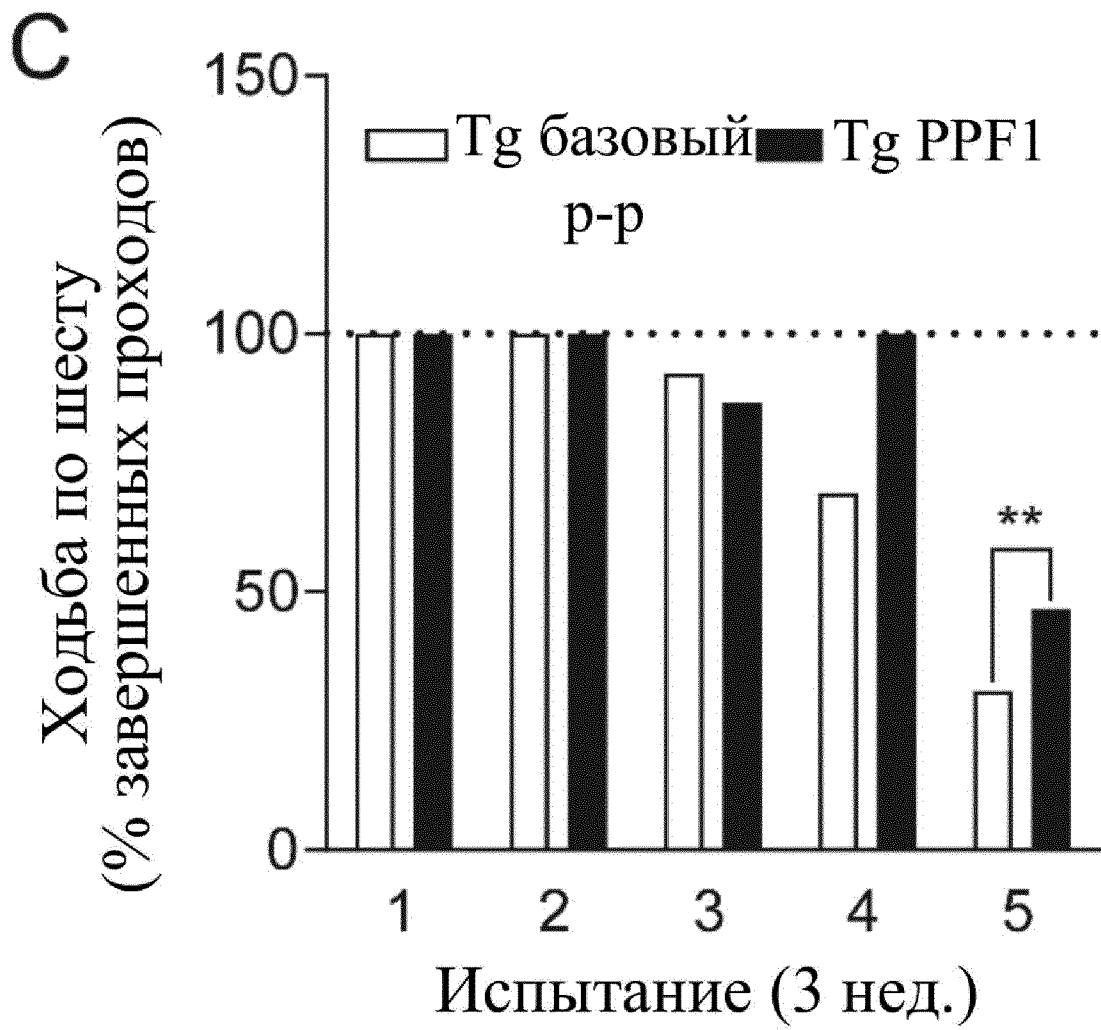 C
150
100
50
0
Ходьба по шесту
(% завершенных проходов)
Tg базовый
р-р
Tg PPF1
**
1 2 3 4 5
Испытание (3 нед.)